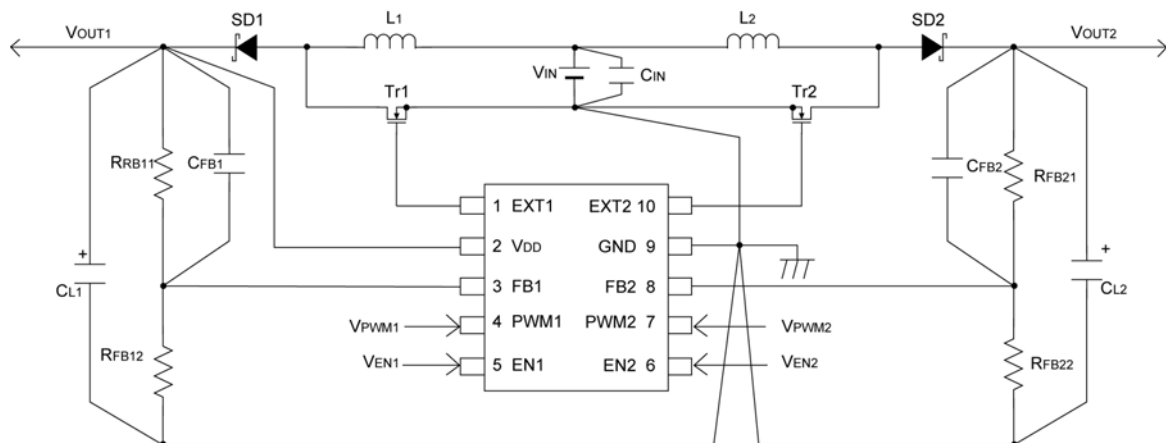 VOUT1 SD1 L1 L2 SD2 VOUT2
VIN CIN
Tr1 Tr2
RRB11 CFB1 CFB2 RFB21
1 EXT1 EXT2 10
2 VDD GND 9
+ +
CL1 3 FB1 FB2 8 CL2
VPWM1 4 PWM1 PWM2 7 VPWM2
RFB12 VEN1 5 EN1 EN2 6 VEN2 RFB22